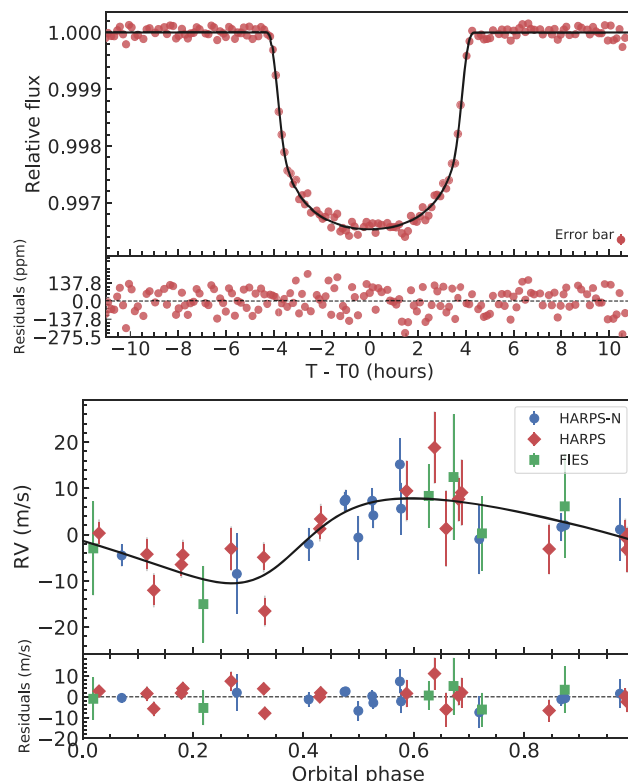 1.000
0.999
0.998
0.997
Relative flux
Error bar
137.8
0.0
−137.8
−275.5
Residuals (ppm)
−10 −8 −6 −4 −2 0 2 4 6 8 10
T - T0 (hours)
20
10
0
−10
−20
RV (m/s)
HARPS-N
HARPS
FIES
10
0
10
20
Residuals (m/s)
0.0 0.2 0.4 0.6 0.8
Orbital phase